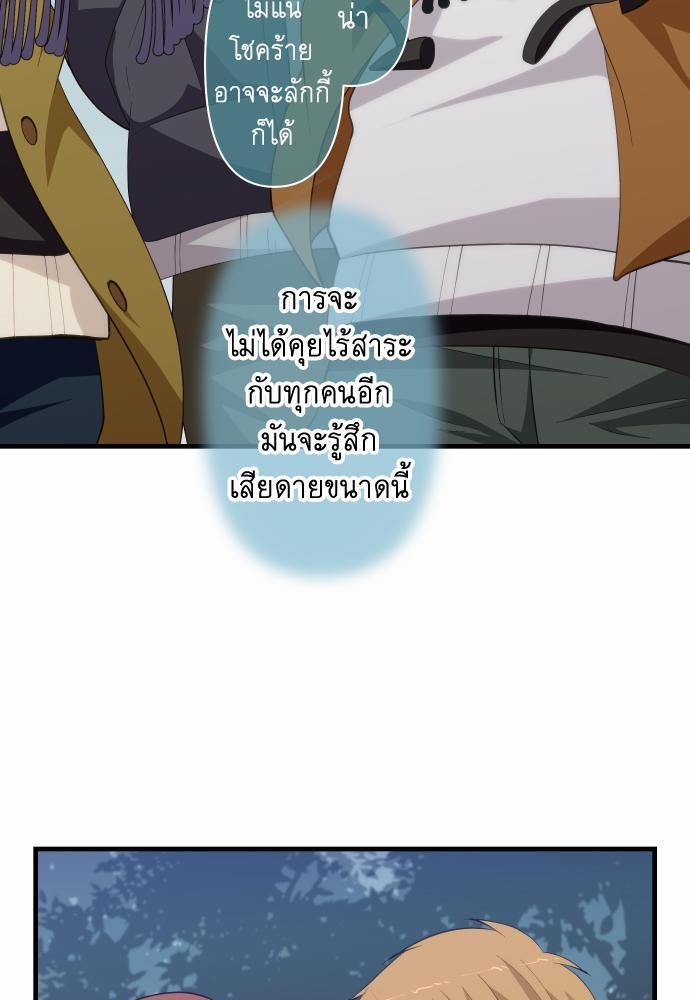 ไม่แน่
โชคร้าย
อาจจะลักกี้
ก็ได้
น่า
การจะ
ไม่ได้คุยไร้สาระ
กับทุกคนอีก
มันจะรู้สึก
เสียดายขนาดนี้